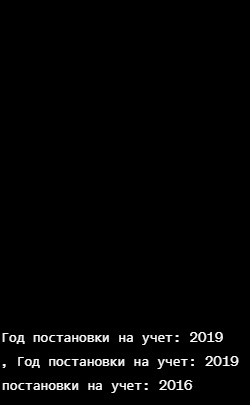 Год постановки на учет: 2019
, Год постановки на учет: 2019
постановки на учет: 2016